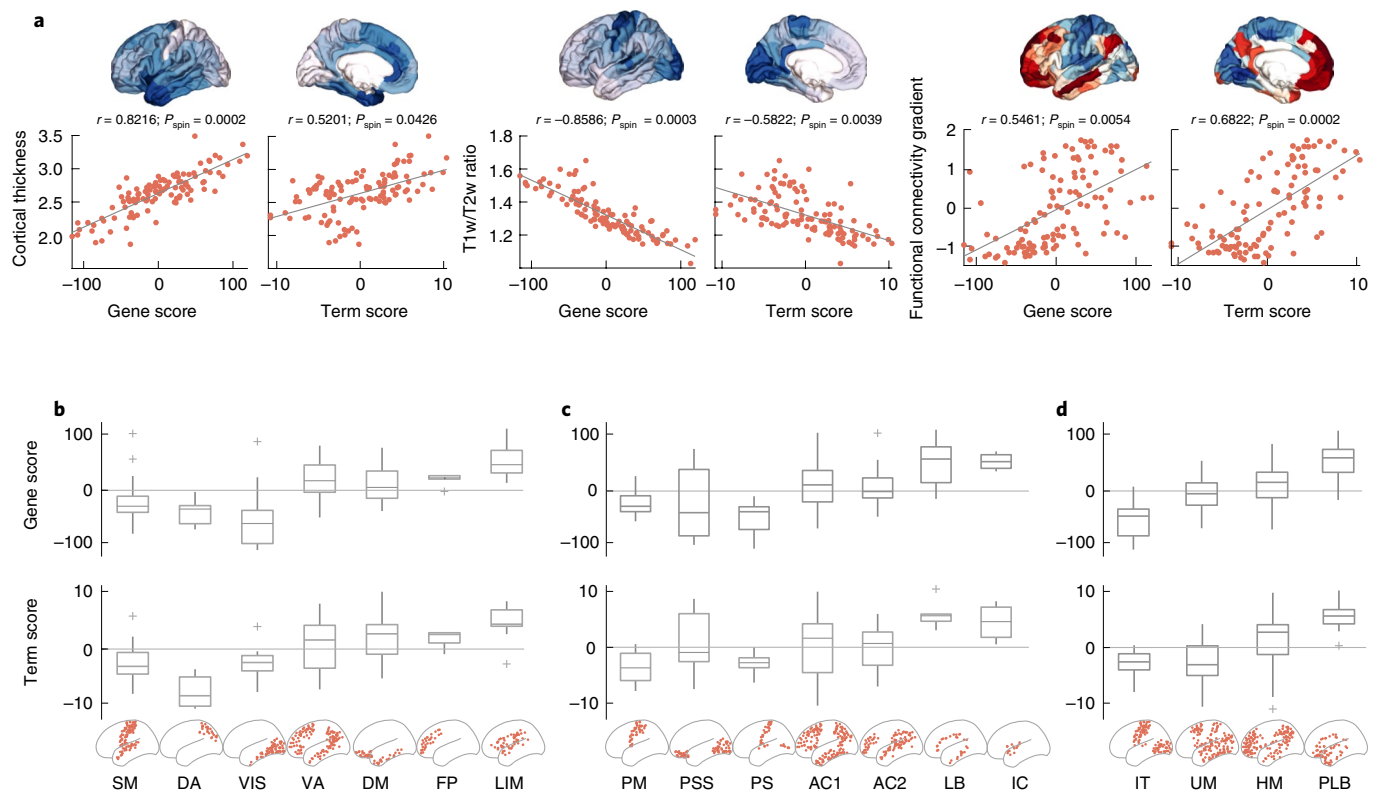 a
r = 0.8216; Pspin = 0.0002
r = 0.5201; Pspin = 0.0426
r = −0.8586; Pspin = 0.0003
r = −0.5822; Pspin = 0.0039
r = 0.5461; Pspin = 0.0054
r = 0.6822; Pspin = 0.0002
Cortical thickness
3.5
3.0
2.5
2.0
−100 0 100
Gene score
−10 0 10
Term score
T1w/T2w ratio
1.8
1.6
1.4
1.2
−100 0 100
Gene score
−10 0 10
Term score
Functional connectivity gradient
2
1
0
−1
−100 0 100
Gene score
−10 0 10
Term score
b
Gene score
100
0
−100
Term score
10
0
−10
SM DA VIS VA DM FP LIM
c
100
0
−100
10
0
−10
PM PSS PS AC1 AC2 LB IC
d
100
0
−100
10
0
−10
IT UM HM PLB